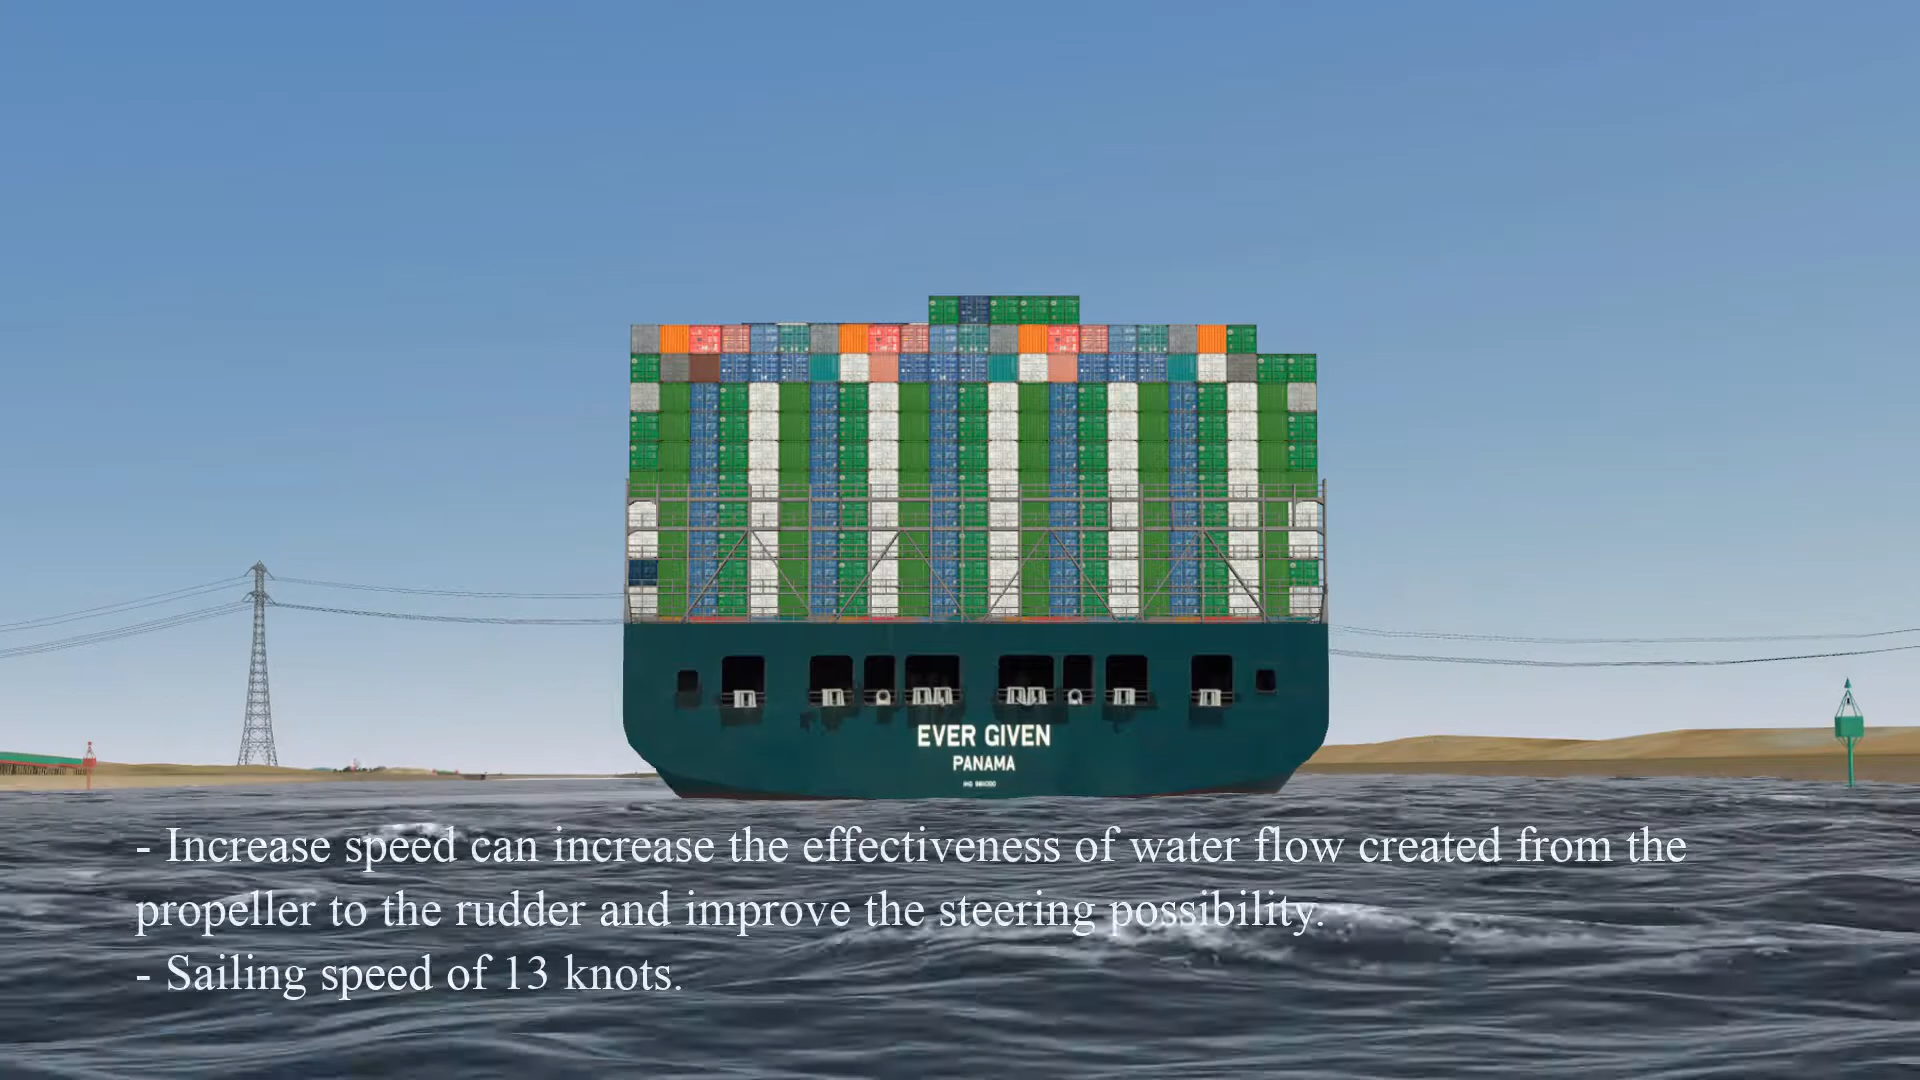 EVER GIVEN
PANAMA
- Increase speed can increase the effectiveness of water flow created from the
propeller to the rudder and improve the steering possibility.
- Sailing speed of 13 knots.